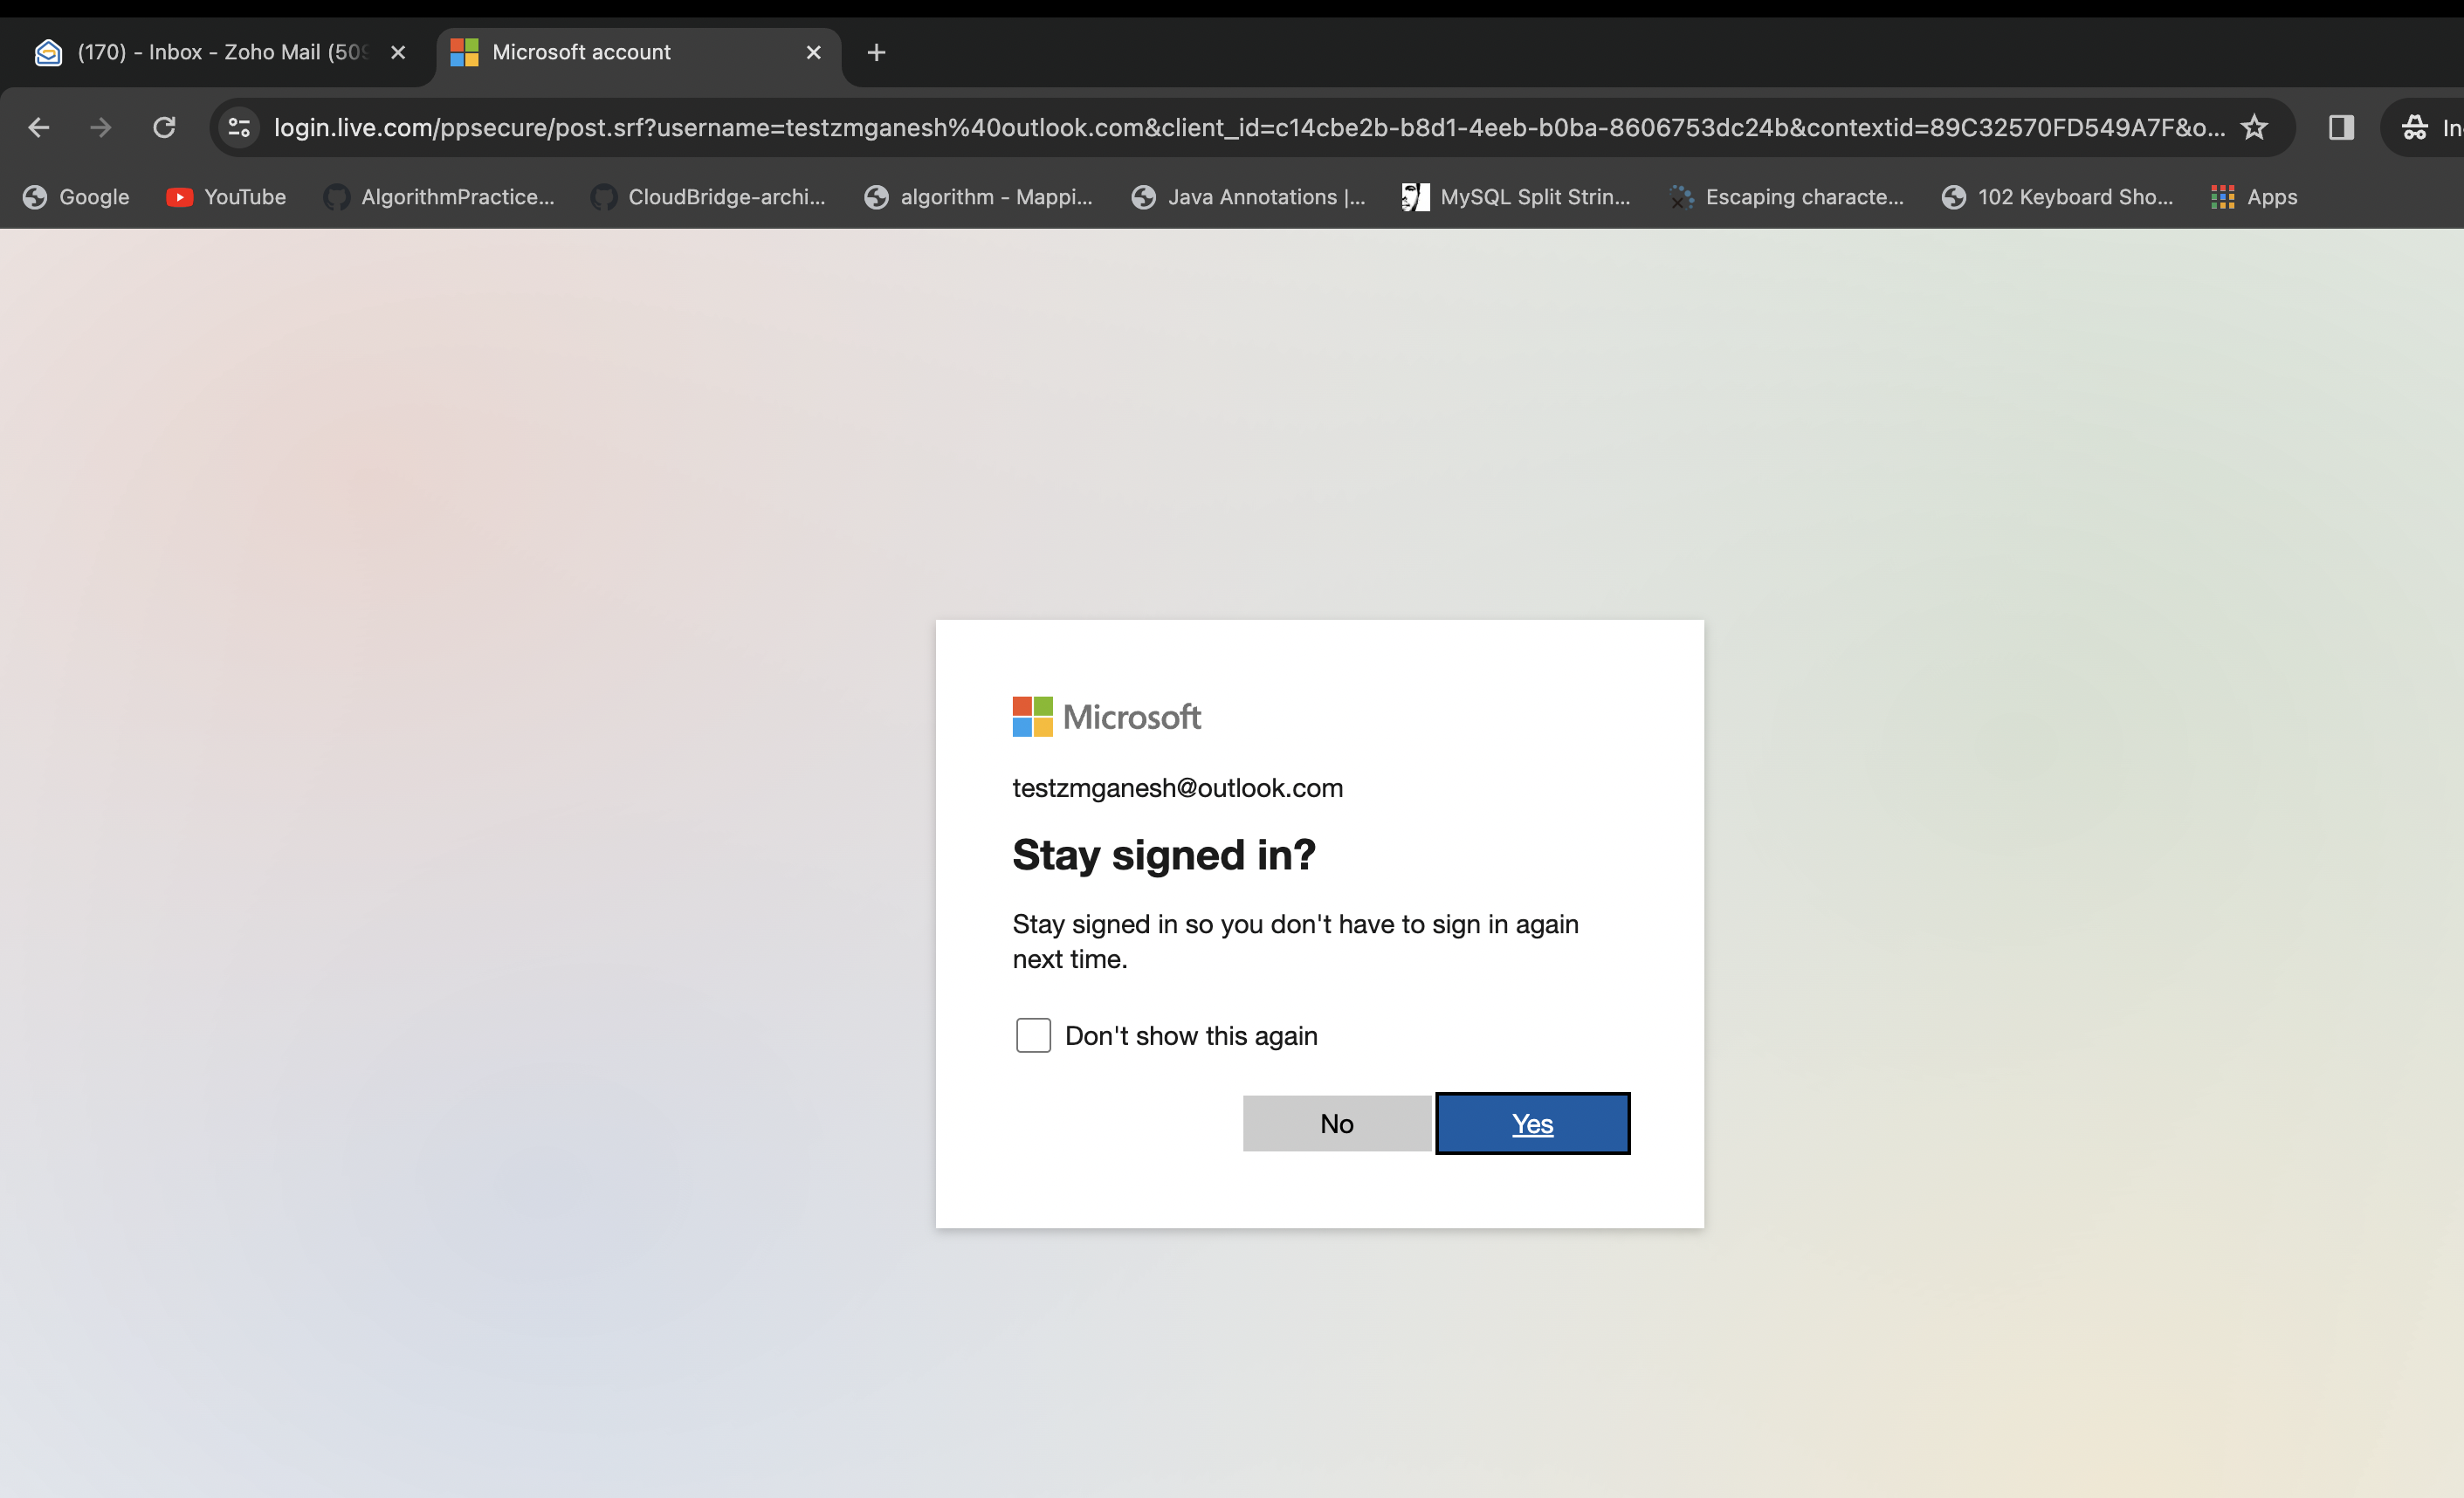 (170) - Inbox - Zoho Mail (509
Microsoft account
login.live.com/ppsecure/post.srf?username=testzmganesh%40outlook.com&client_id=c14cbe2b-b8d1-4eeb-b0ba-8606753dc24b&contextid=89C32570FD549A7F&o...
In
Google
YouTube
AlgorithmPractice...
CloudBridge-archi...
algorithm - Mappi...
Java Annotations |...
MySQL Split Strin...
Escaping characte...
102 Keyboard Sho...
Apps
Microsoft
testzmganesh@outlook.com
Stay signed in?
Stay signed in so you don't have to sign in again
next time.
Don't show this again
No
Yes